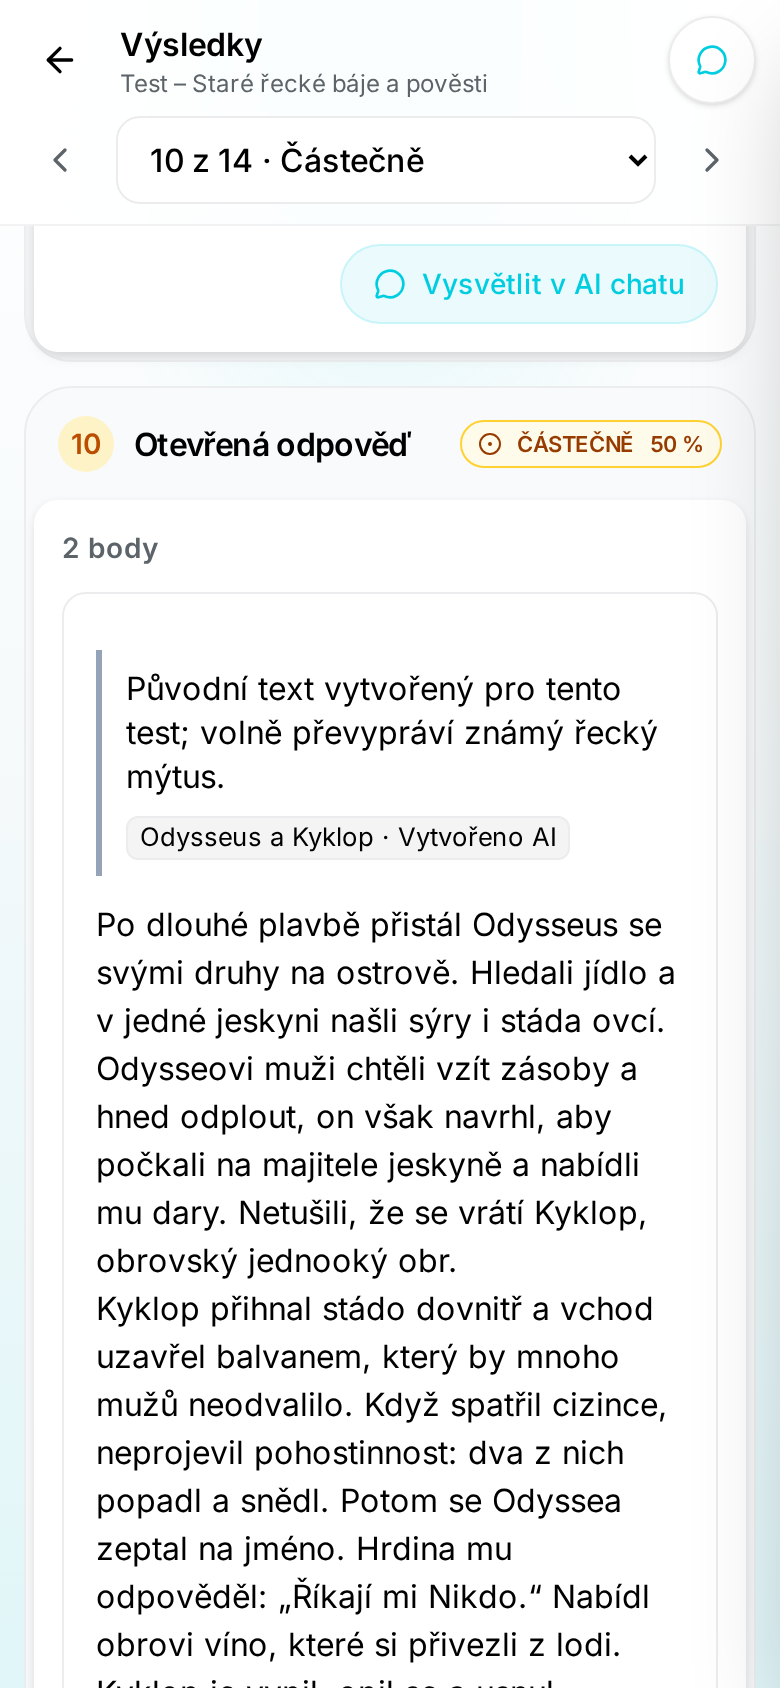 Výsledky
Test – Staré řecké báje a pověsti
10 z 14 · Částečně
Vysvětlit v AI chatu
10 Otevřená odpověď ČÁSTEČNĚ 50 %
2 body
Původní text vytvořený pro tento
test; volně převypráví známý řecký
mýtus.
Odysseus a Kyklop · Vytvořeno AI
Po dlouhé plavbě přistál Odysseus se
svými druhy na ostrově. Hledali jídlo a
v jedné jeskyni našli sýry i stáda ovcí.
Odysseovi muži chtěli vzít zásoby a
hned odplout, on však navrhl, aby
počkali na majitele jeskyně a nabídli
mu dary. Netušili, že se vrátí Kyklop,
obrovský jednooký obr.
Kyklop přihnal stádo dovnitř a vchod
uzavřel balvanem, který by mnoho
mužů neodvalilo. Když spatřil cizince,
neprojevil pohostinnost: dva z nich
popadl a snědl. Potom se Odyssea
zeptal na jméno. Hrdina mu
odpověděl: „Říkají mi Nikdo.“ Nabídl
obrovi víno, které si přivezli z lodi.